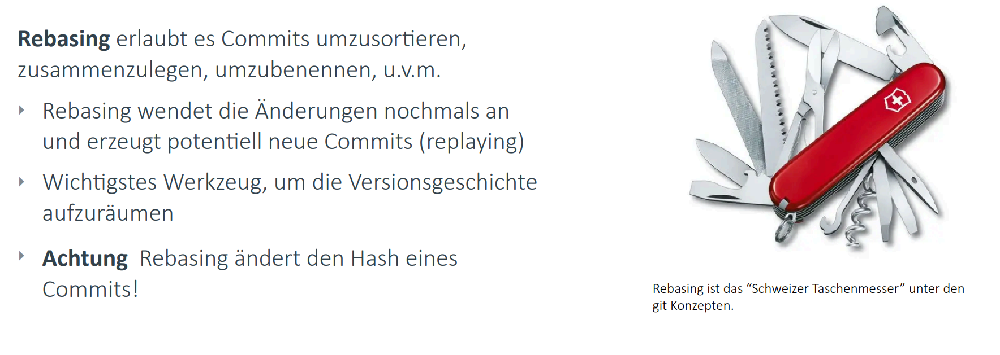 Rebasing erlaubt es Commits umzusortieren,
zusammenzulegen, umzubenennen, u.v.m.
Rebasing wendet die Änderungen nochmals an
und erzeugt potentiell neue Commits (replaying)
Wichtigstes Werkzeug, um die Versionsgeschichte
aufzuräumen
Achtung Rebasing ändert den Hash eines
Commits!
Rebasing ist das “Schweizer Taschenmesser” unter den
git Konzepten.